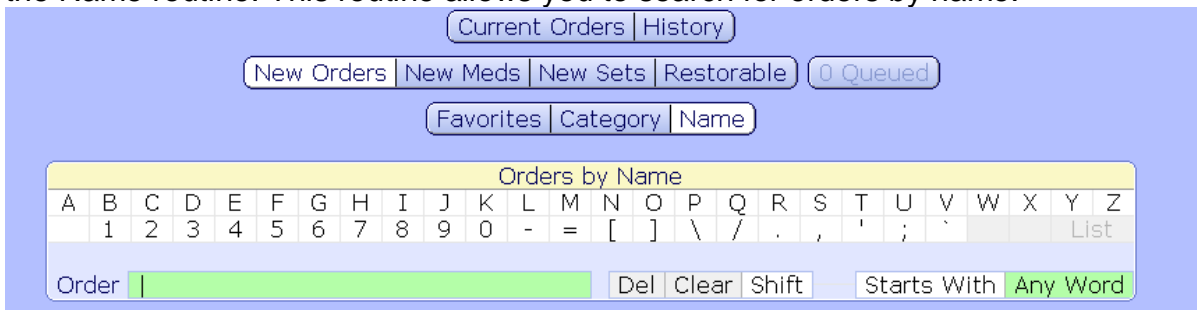 the Name routine. This routine allows you to search for orders by name.
Current Orders History
New Orders New Meds New Sets Restorable 0 Queued
Favorites Category Name
Orders by Name
A B C D E F G H I J K L M N O P Q R S T U V W X Y Z
1 2 3 4 5 6 7 8 9 0 - = [ ] \ / . , ' ; ` List
Order Del Clear Shift Starts With Any Word